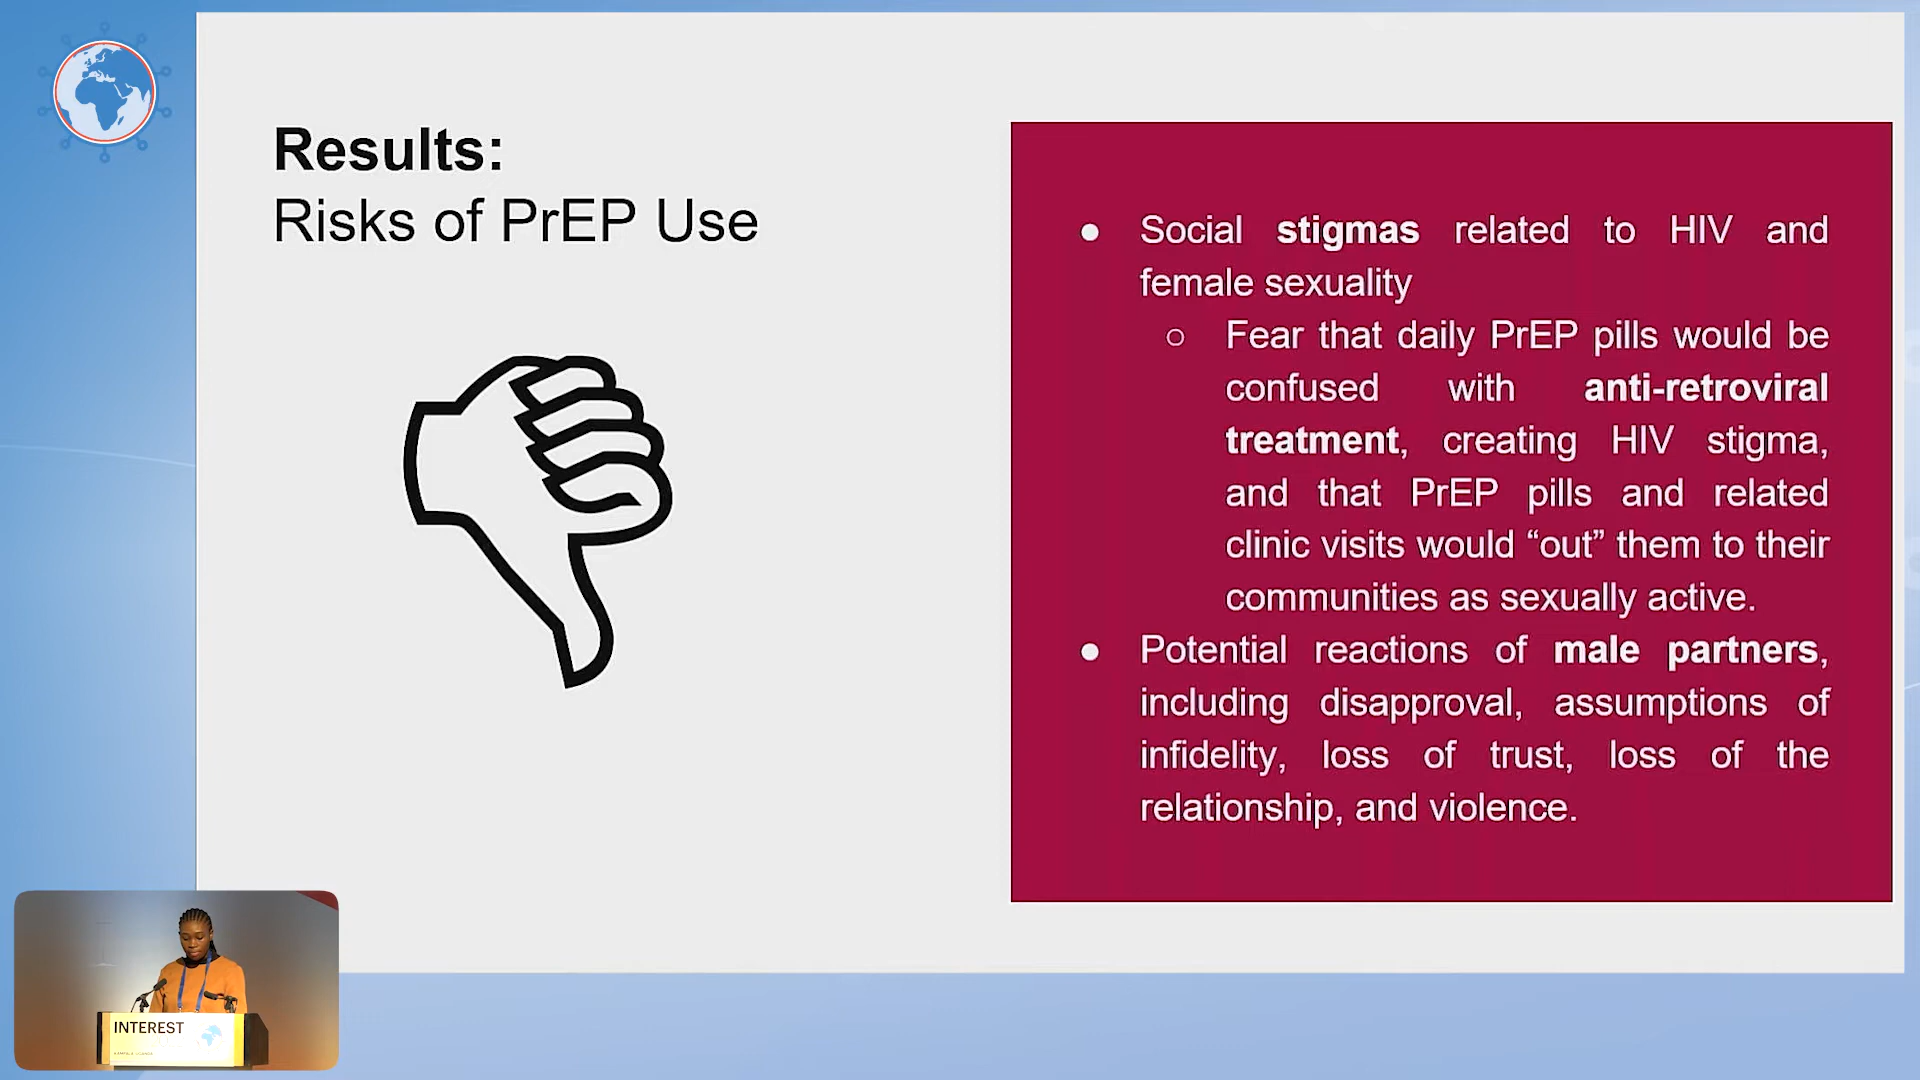 Results:
Risks of PrEP Use
● Social stigmas related to HIV and
female sexuality
○ Fear that daily PrEP pills would be
confused with anti-retroviral
treatment, creating HIV stigma,
and that PrEP pills and related
clinic visits would “out” them to their
communities as sexually active.
● Potential reactions of male partners,
including disapproval, assumptions of
infidelity, loss of trust, loss of the
relationship, and violence.
INTEREST